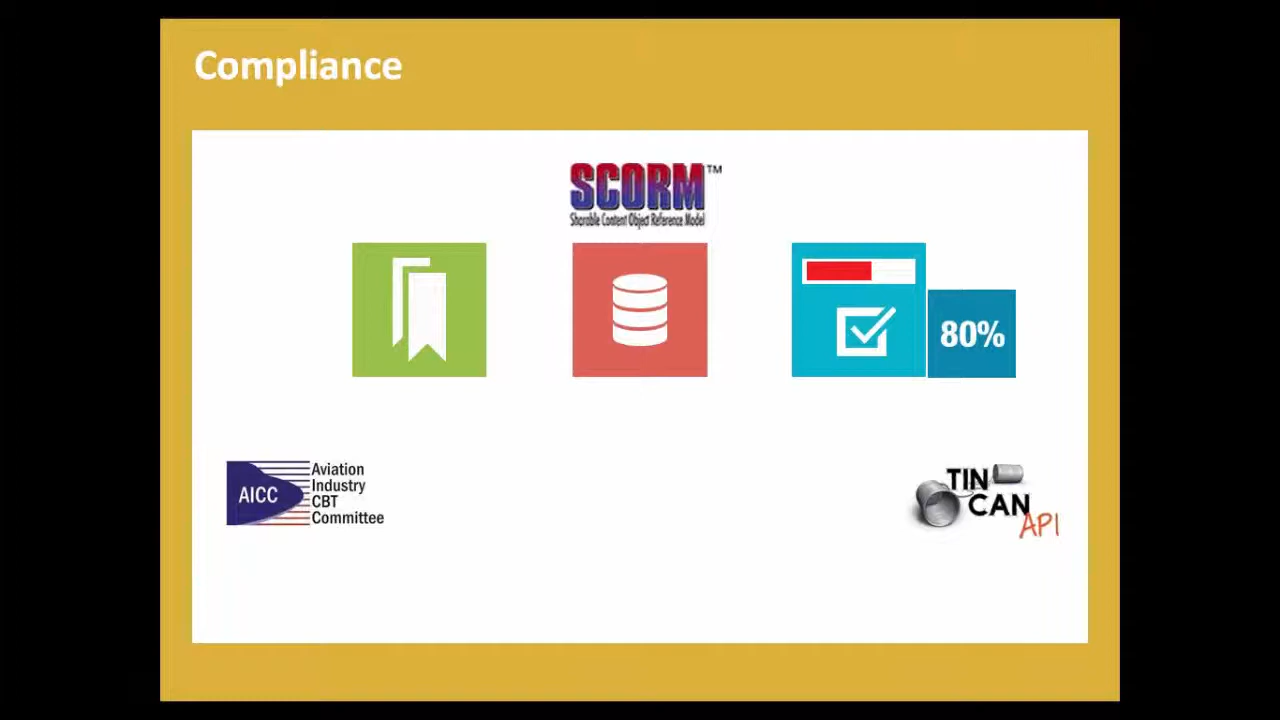 Compliance
SCORM™
Sharable Content Object Reference Model
80%
AICC
Aviation
Industry
CBT
Committee
TIN
CAN
API